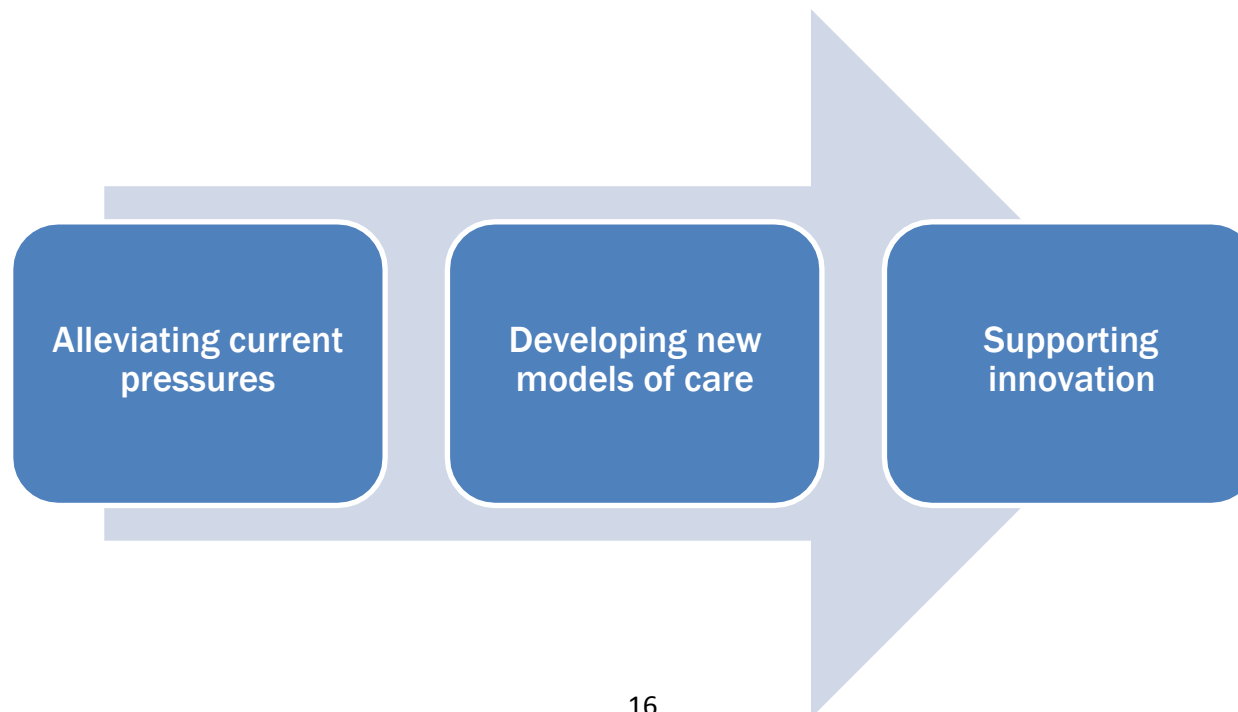 Alleviating current
pressures
Developing new
models of care
Supporting
innovation
16